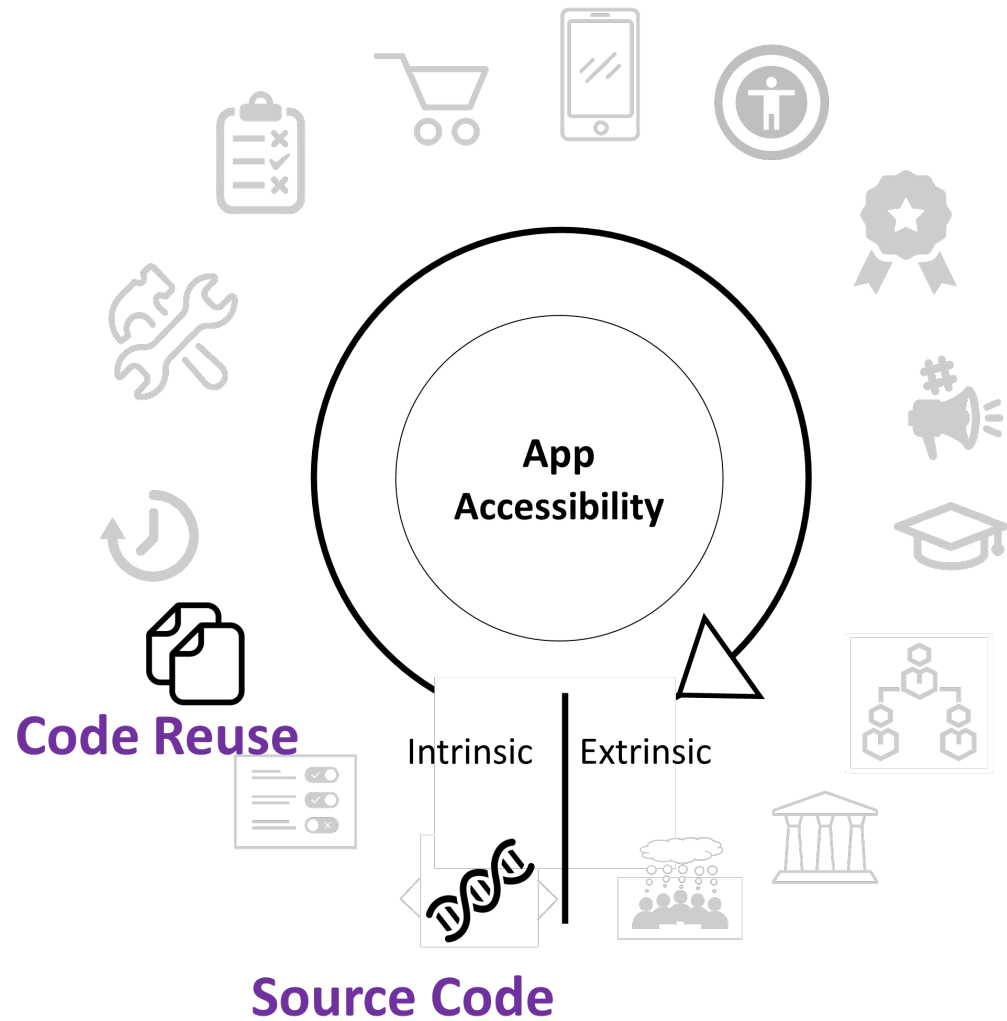 App
Accessibility
Code Reuse
Intrinsic
Extrinsic
Source Code